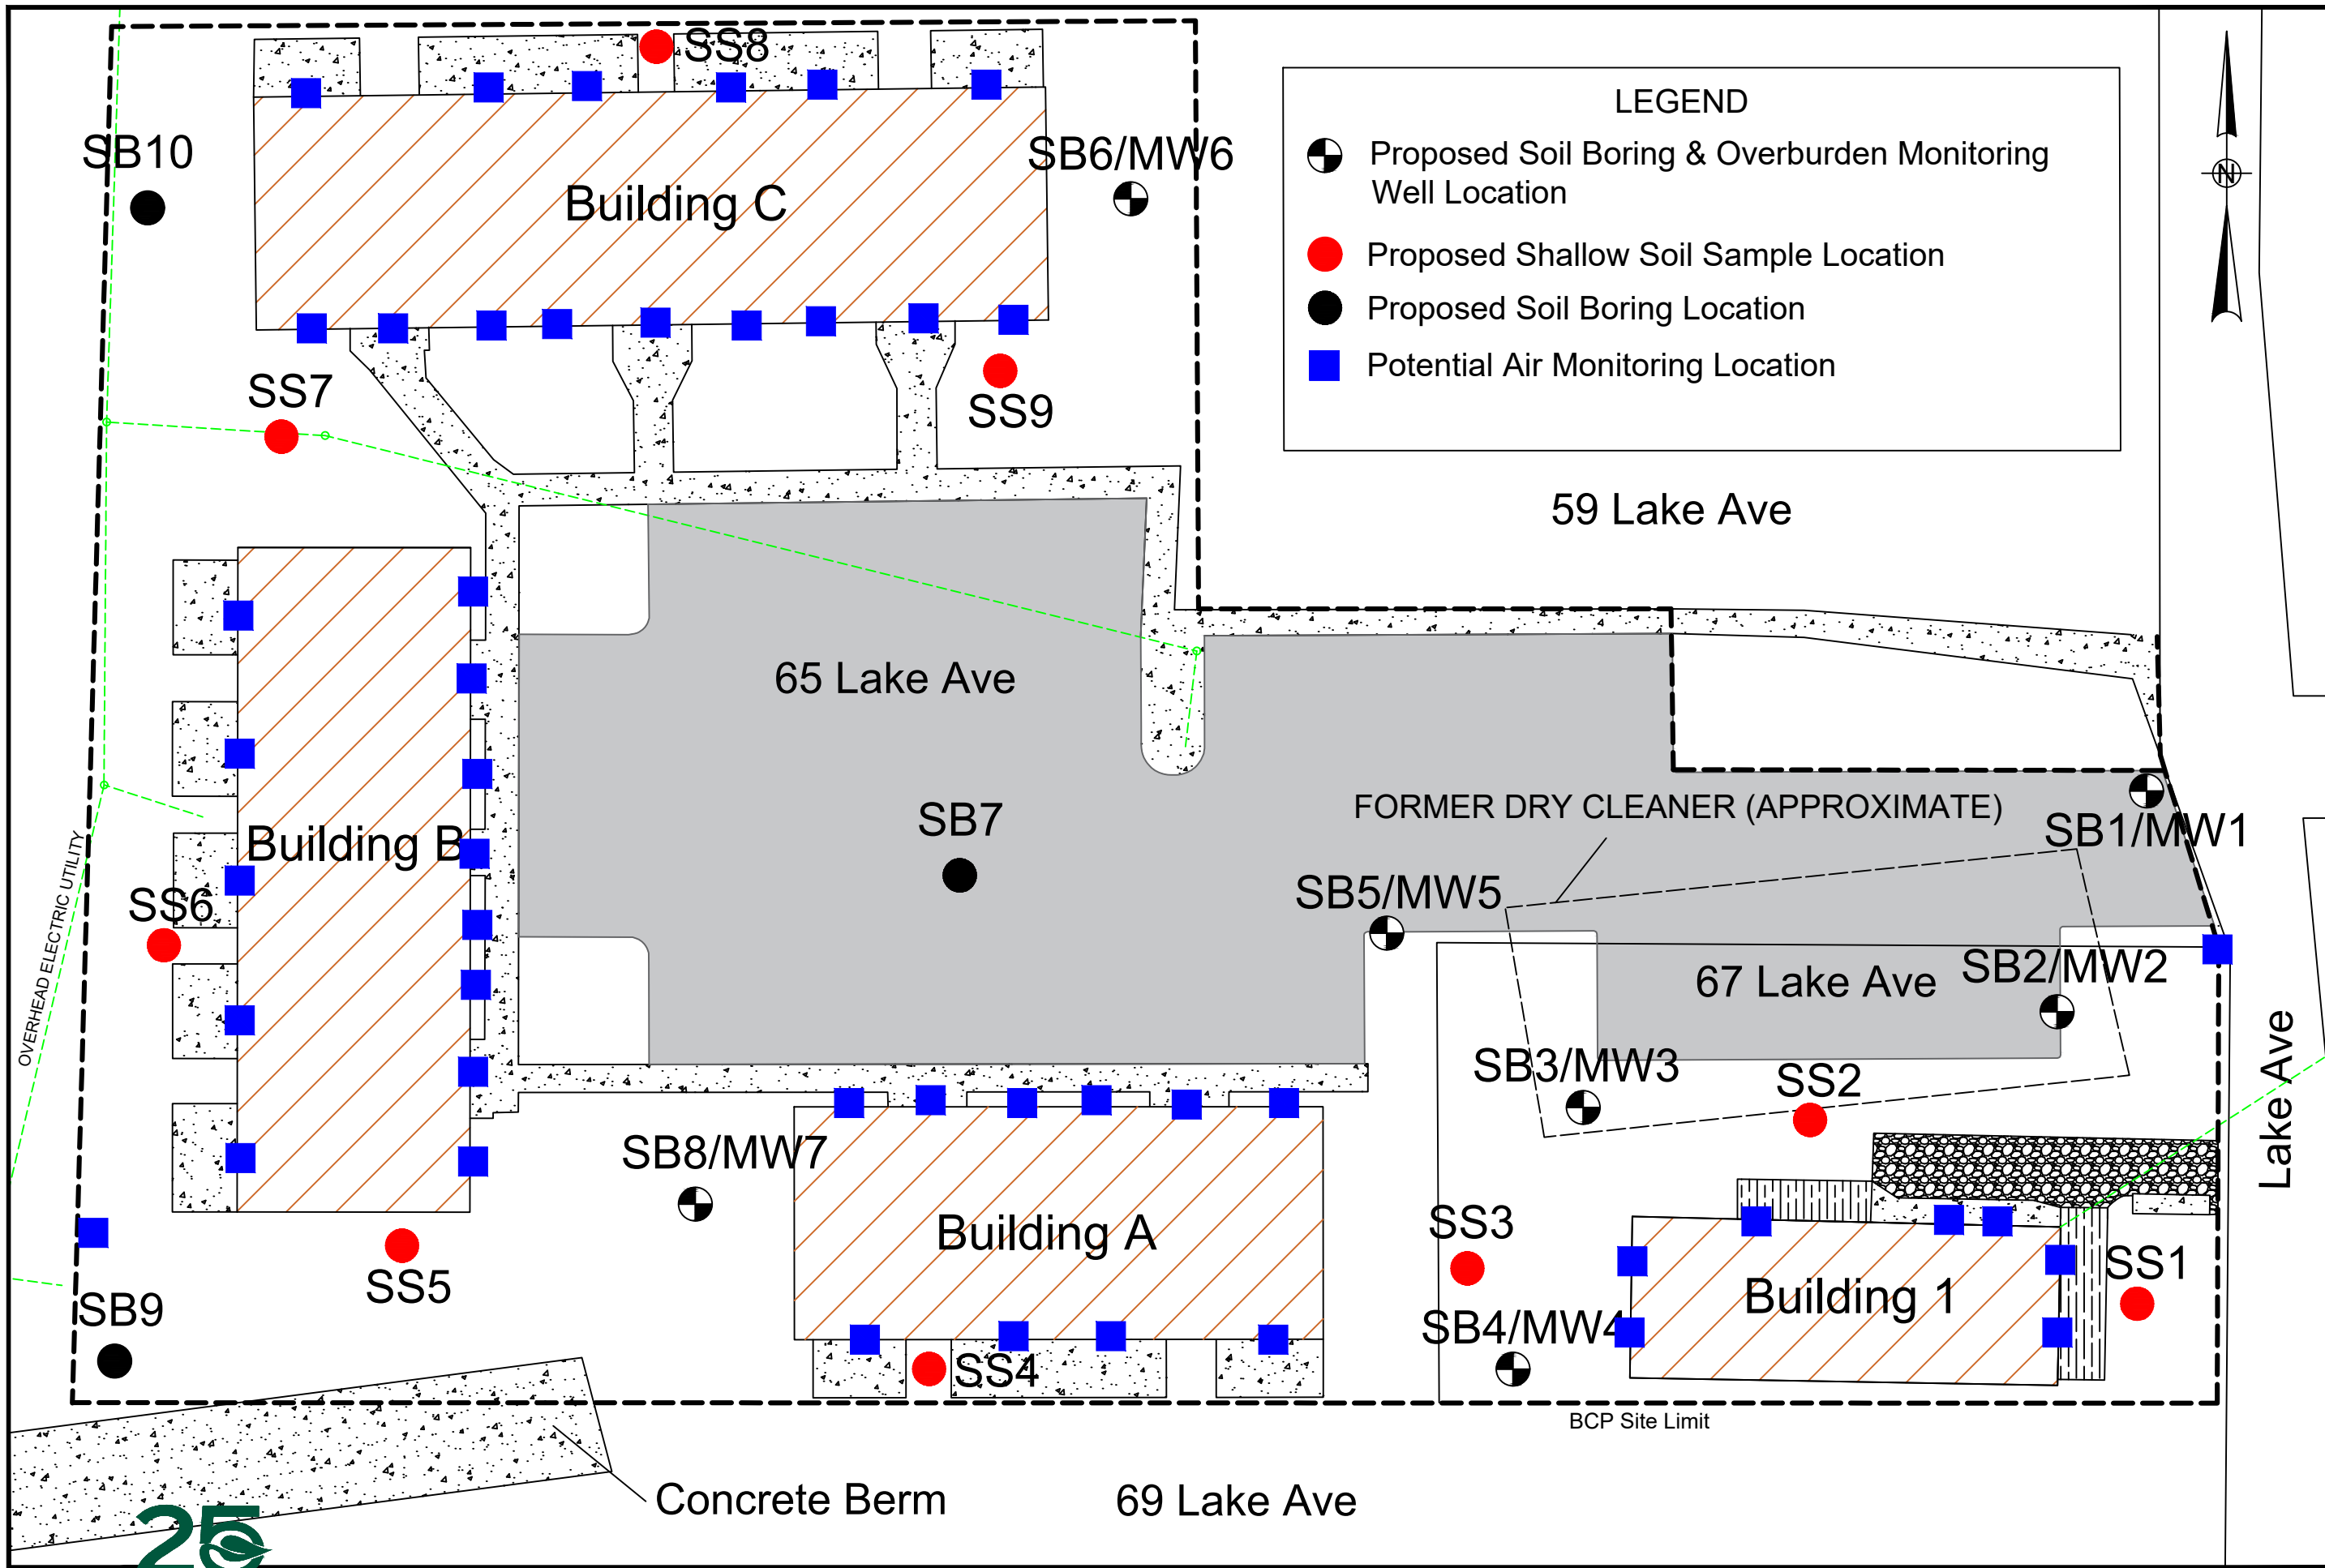 SS8
LEGEND
Proposed Soil Boring & Overburden Monitoring
Well Location
Proposed Shallow Soil Sample Location
Proposed Soil Boring Location
Potential Air Monitoring Location
N
SB10
SB6/MW6
Building C
SS7
SS9
59 Lake Ave
65 Lake Ave
SB7
FORMER DRY CLEANER (APPROXIMATE)
SB1/MW1
Building B
OVERHEAD ELECTRIC UTILITY
SS6
SB5/MW5
67 Lake Ave
SB2/MW2
SB3/MW3
SS2
Lake Ave
SB8/MW7
Building A
SS3
SS1
Building 1
SS5
SB9
SB4/MW4
SS4
BCP Site Limit
Concrete Berm
69 Lake Ave
25